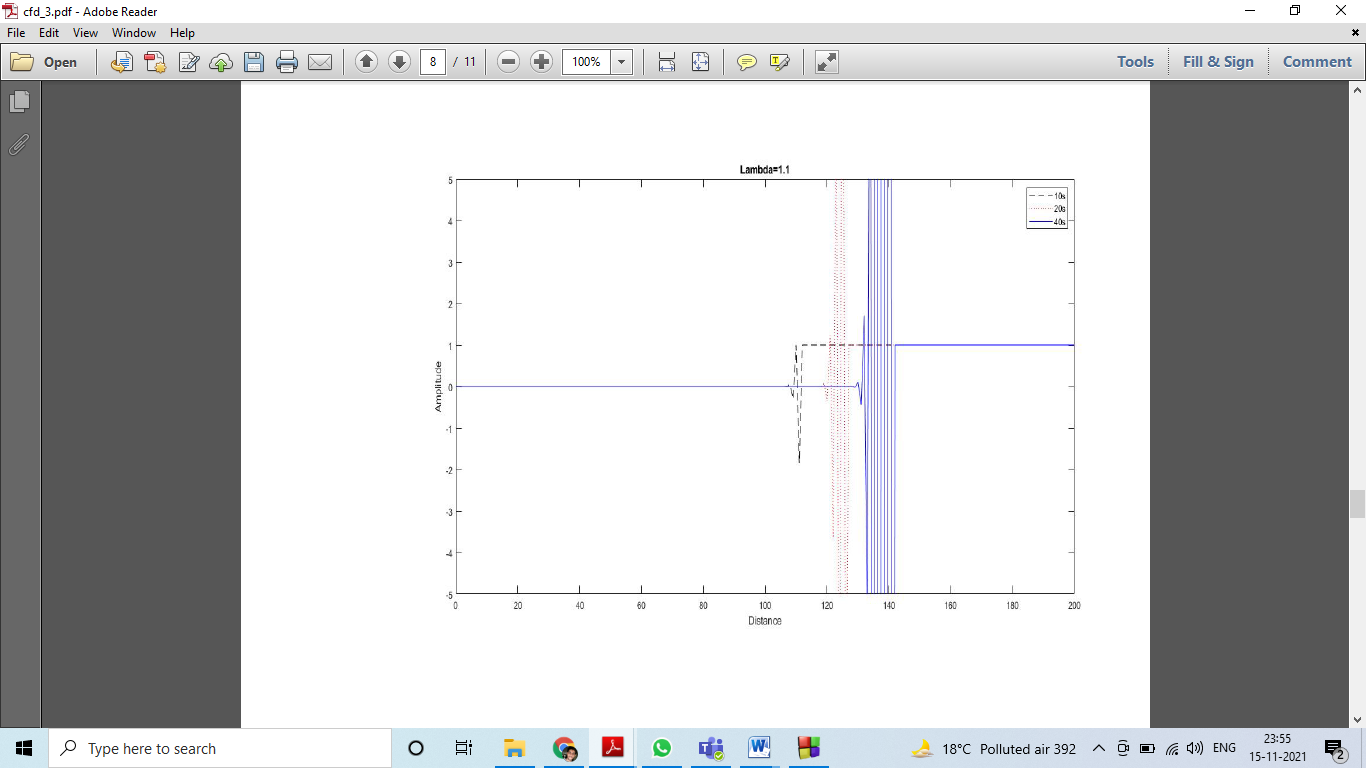 cfd_3.pdf - Adobe Reader
File Edit View Window Help
Open 8 / 11 100% Tools Fill & Sign Comment
Lambda=1.1
5
4
3
2
1
0
-1
-2
-3
-4
-5
Amplitude
10s
20s
40s
0 20 40 60 80 100 120 140 160 180 200
Distance
Type here to search
18°C Polluted air 392
ENG
23:55
15-11-2021
2